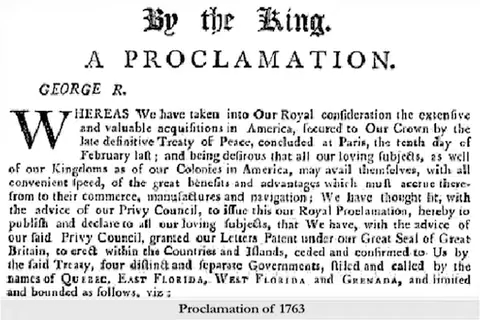 By the King.
A PROCLAMATION.
GEORGE R.
WHEREAS We have taken into Our Royal conſideration the extenſive
and valuable acquiſitions in America, ſecured to Our Crown by the
late definitive Treaty of Peace, concluded at Paris, the tenth day of
February laſt; and being deſirous that all our loving ſubjects, as well
of our Kingdoms as of our Colonies in America, may avail themſelves, with all
convenient ſpeed, of the great benefits and advantages which muſt accrue there-
from to their commerce, manufactures and navigation; We have thought fit, with
the advice of our Privy Council, to iſſue this our Royal Proclamation, hereby to
publiſh and declare to all our loving ſubjects, that We have, with the advice of
our ſaid Privy Council, granted our Letters Patent under our Great Seal of Great
Britain, to erect within the Countries and Iſlands, ceded and confirmed to Us by
the ſaid Treaty, four diſtinct and ſeparate Governments, ſtiled and called by the
names of QUEBEC, EAST FLORIDA, WEST FLORIDA and GRENADA, and limited
and bounded as follows, viz:
Proclamation of 1763